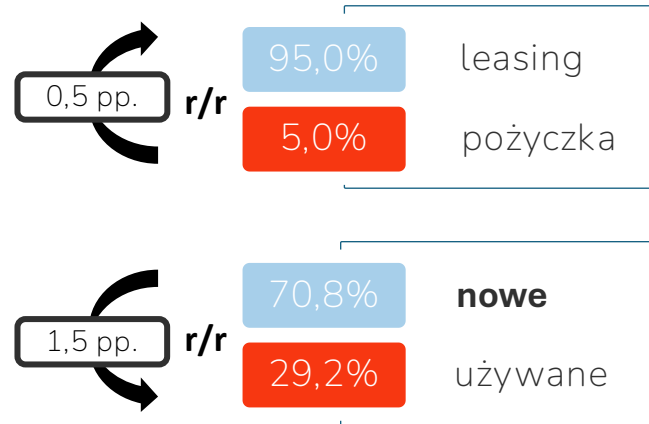 95,0% leasing
0,5 pp. r/r
5,0% pożyczka
70,8% nowe
1,5 pp. r/r
29,2% używane